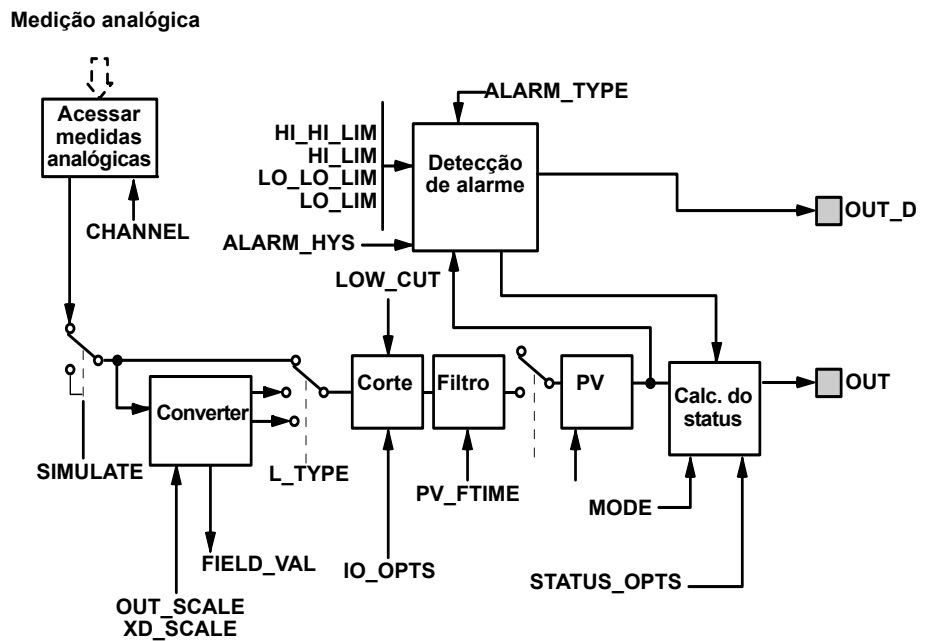 Medição analógica
Acessar
medidas
analógicas
CHANNEL
ALARM_TYPE
HI_HI_LIM
HI_LIM
LO_LO_LIM
LO_LIM
Detecção
de alarme
OUT_D
ALARM_HYS
LOW_CUT
Converter
Corte
Filtro
PV
Calc. do
status
OUT
SIMULATE
L_TYPE
PV_FTIME
MODE
FIELD_VAL
IO_OPTS
STATUS_OPTS
OUT_SCALE
XD_SCALE